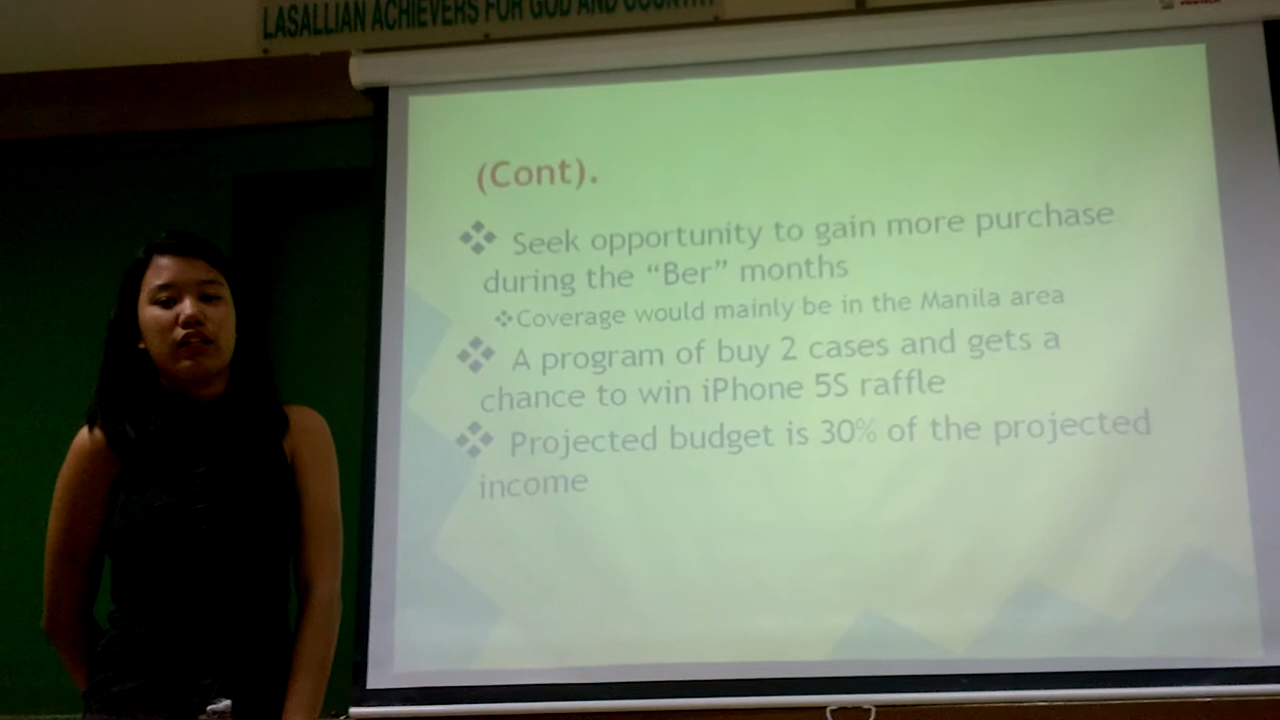 LASALLIAN ACHIEVERS FOR GOD AND COUNTRY
(Cont).
Seek opportunity to gain more purchase
during the “Ber” months
Coverage would mainly be in the Manila area
A program of buy 2 cases and gets a
chance to win iPhone 5S raffle
Projected budget is 30% of the projected
income